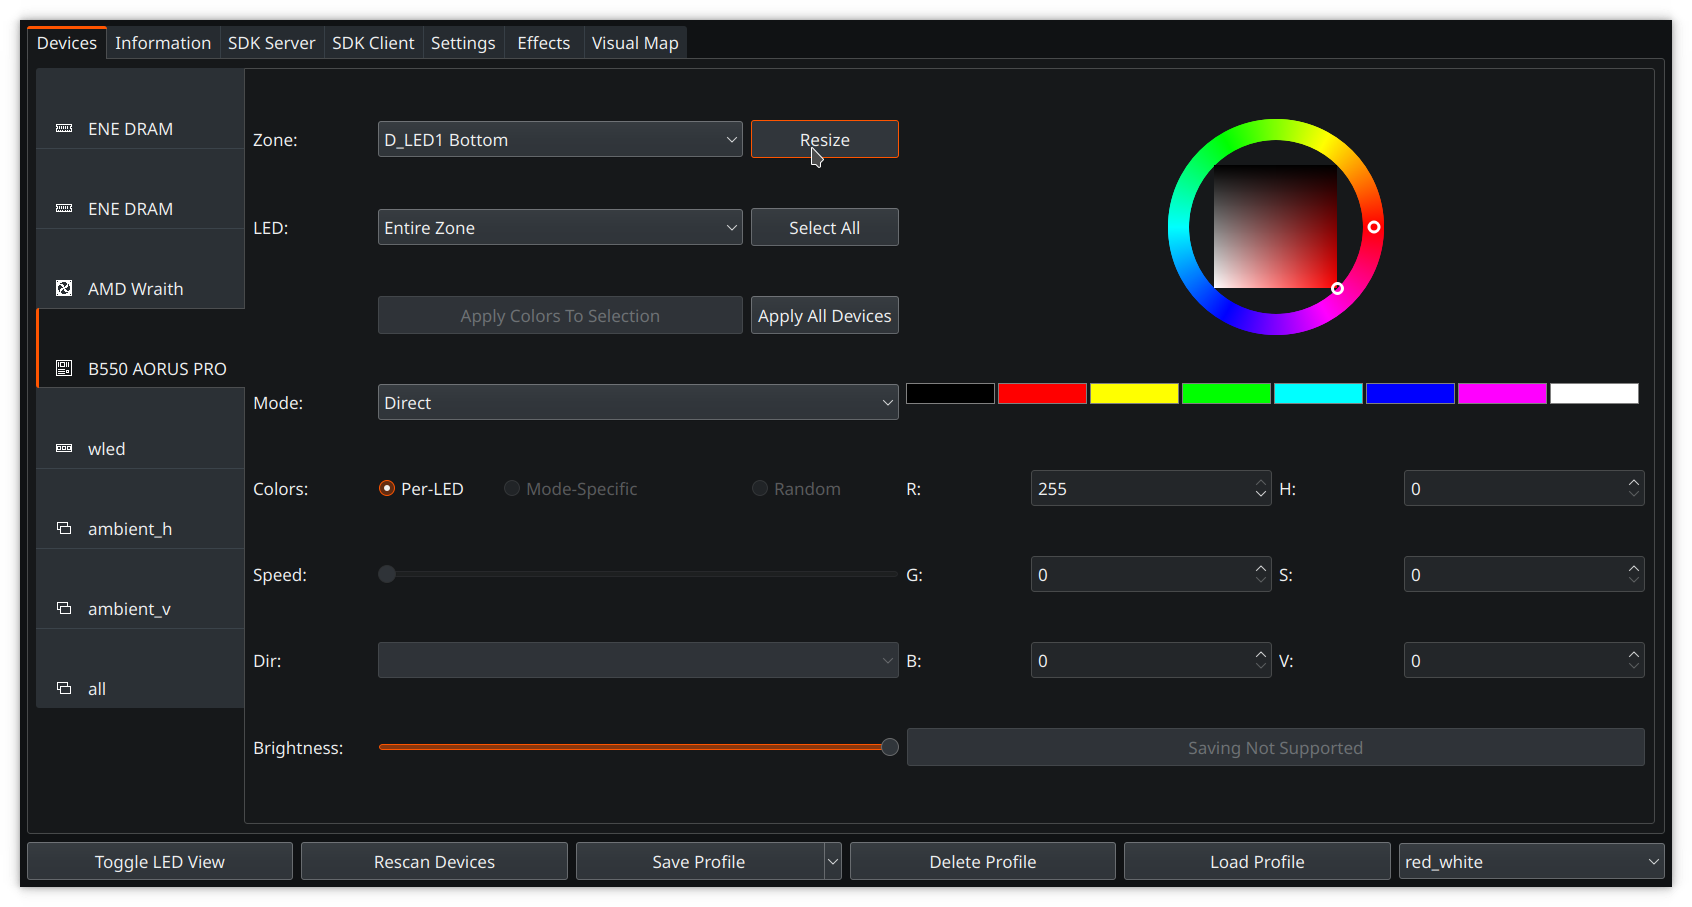 Devices Information SDK Server SDK Client Settings Effects Visual Map
ENE DRAM
ENE DRAM
AMD Wraith
B550 AORUS PRO
wled
ambient_h
ambient_v
all
Zone: D_LED1 Bottom Resize
LED: Entire Zone Select All
Apply Colors To Selection Apply All Devices
Mode: Direct
Colors: Per-LED Mode-Specific Random
Speed:
Dir:
Brightness:
R: 255 H: 0
G: 0 S: 0
B: 0 V: 0
Saving Not Supported
Toggle LED View Rescan Devices Save Profile Delete Profile Load Profile red_white